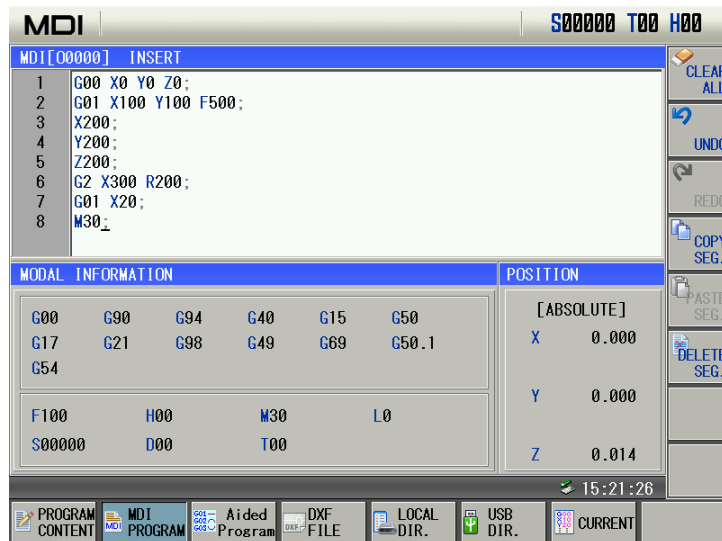 MDI S00000 T00 H00
MDI[O0000] INSERT
1 G00 X0 Y0 Z0;
2 G01 X100 Y100 F500;
3 X200;
4 Y200;
5 Z200;
6 G2 X300 R200;
7 G01 X20;
8 M30;
CLEAR
ALL
UNDO
REDO
COPY
SEG.
PASTE
SEG.
DELETE
SEG.
MODAL INFORMATION
G00 G90 G94 G40 G15 G50
G17 G21 G98 G49 G69 G50.1
G54
F100 H00 M30 L0
S00000 D00 T00
POSITION
[ABSOLUTE]
X 0.000
Y 0.000
Z 0.014
15:21:26
PROGRAM
CONTENT
MDI
PROGRAM
Aided
Program
DXF
FILE
LOCAL
DIR.
USB
DIR.
CURRENT